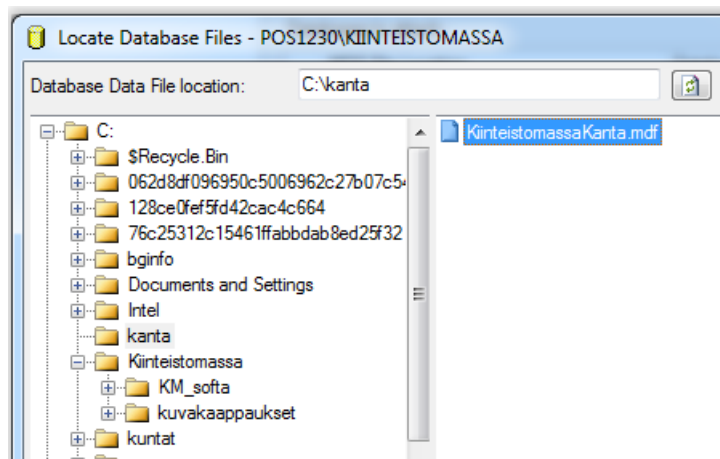 Locate Database Files - POS1230\KIINTEISTOMASSA
Database Data File location: C:\kanta
C:
$Recycle.Bin
062d8df096950c5006962c27b07c54
128ce0fef5fd42cac4c664
76c25312c15461ffabbdab8ed25f32
bginfo
Documents and Settings
Intel
kanta
Kiinteistomassa
KM_softa
kuvakaappaukset
kuntat
KiinteistomassaKanta.mdf